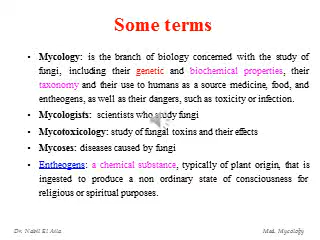 Some terms
• Mycology: is the branch of biology concerned with the study of
fungi, including their genetic and biochemical properties, their
taxonomy and their use to humans as a source medicine, food, and
entheogens, as well as their dangers, such as toxicity or infection.
• Mycologists: scientists who study fungi
• Mycotoxicology: study of fungal toxins and their effects
• Mycoses: diseases caused by fungi
• Entheogens: a chemical substance, typically of plant origin, that is
ingested to produce a non ordinary state of consciousness for
religious or spiritual purposes.
Dr. Nabil El Aila Med. Mycology